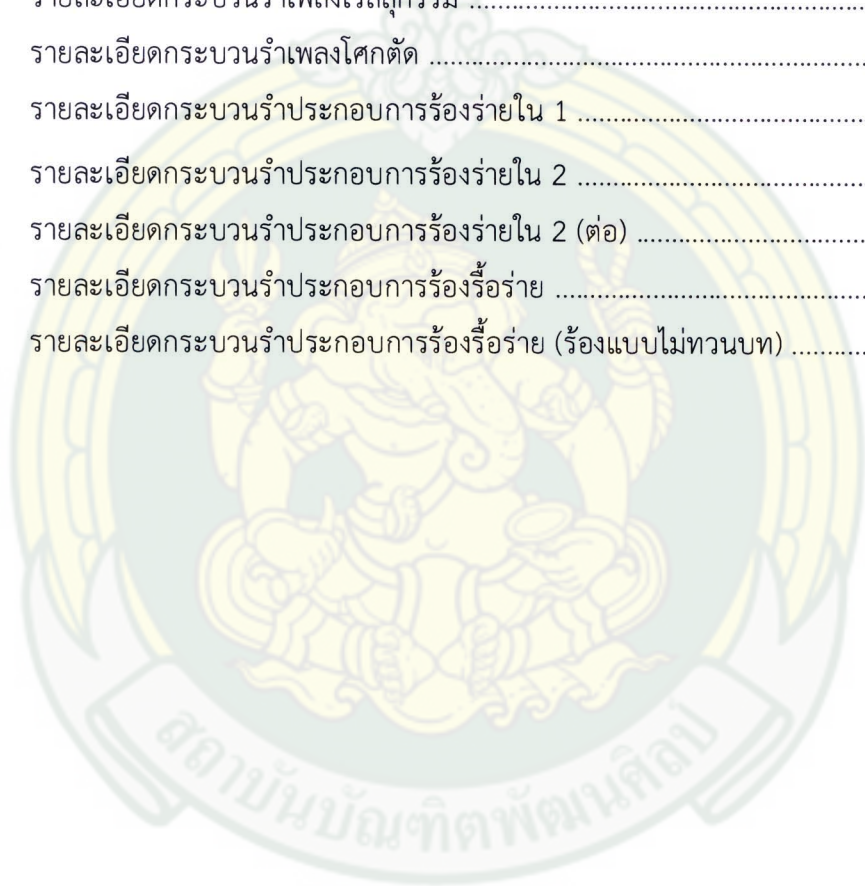 รายละเอียดกระบวนรำเพลงโศกตัด ........................................................................
รายละเอียดกระบวนรำประกอบการร้องร่ายใน 1 ................................................
รายละเอียดกระบวนรำประกอบการร้องร่ายใน 2 ................................................
รายละเอียดกระบวนรำประกอบการร้องร่ายใน 2 (ต่อ) ........................................
รายละเอียดกระบวนรำประกอบการร้องรื้อร่าย ....................................................
รายละเอียดกระบวนรำประกอบการร้องรื้อร่าย (ร้องแบบไม่ทวนบท) ...........
สถาบันบัณฑิตพัฒนศิลป์